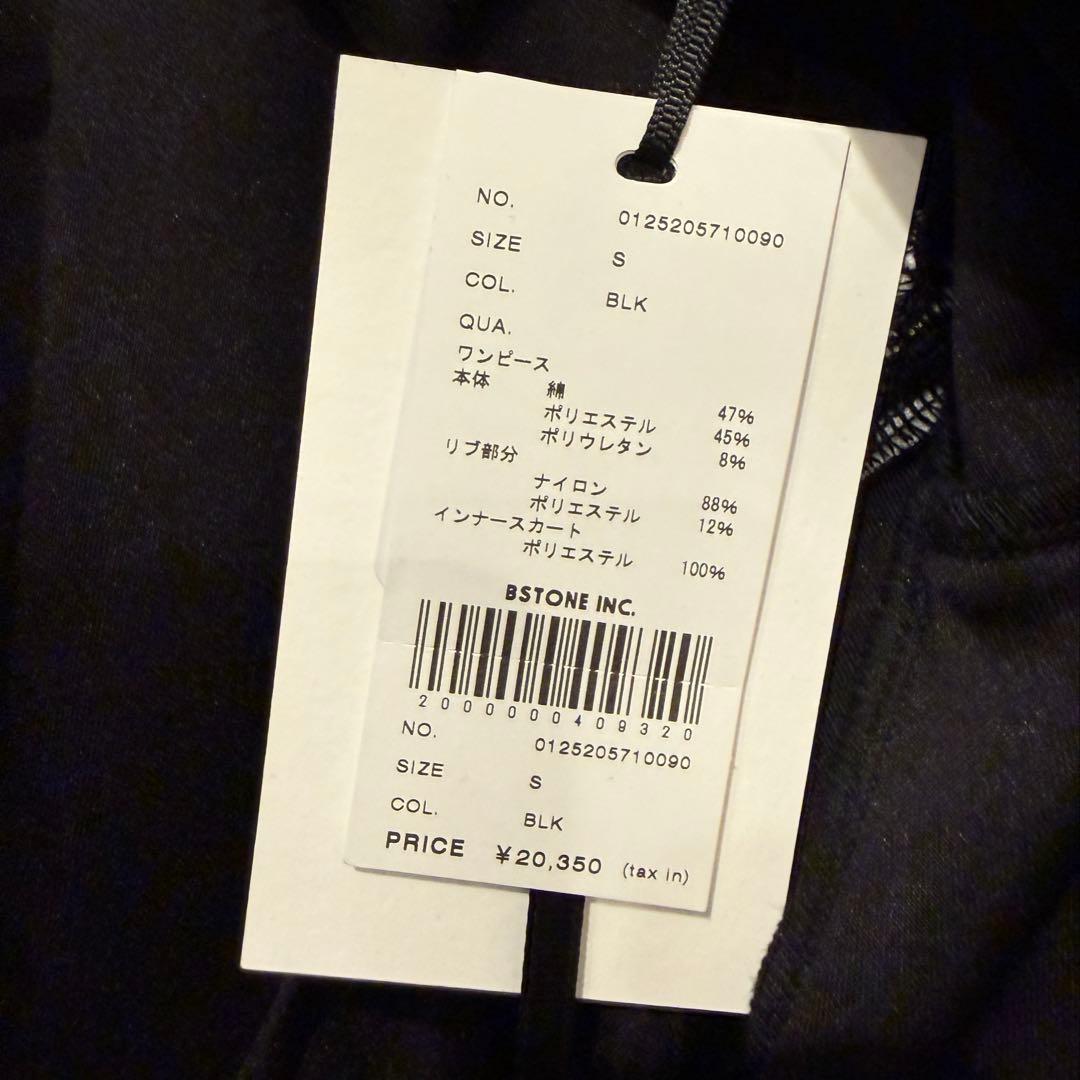 NO. 0125205710090
SIZE S
COL. BLK
QUA.
ワンピース
本体 綿 47%
ポリエステル 45%
ポリウレタン 8%
リブ部分
ナイロン 88%
ポリエステル 12%
インナースカート
ポリエステル 100%
BSTONE INC.
2000000409320
NO. 0125205710090
SIZE S
COL. BLK
PRICE ¥20,350 (tax in)